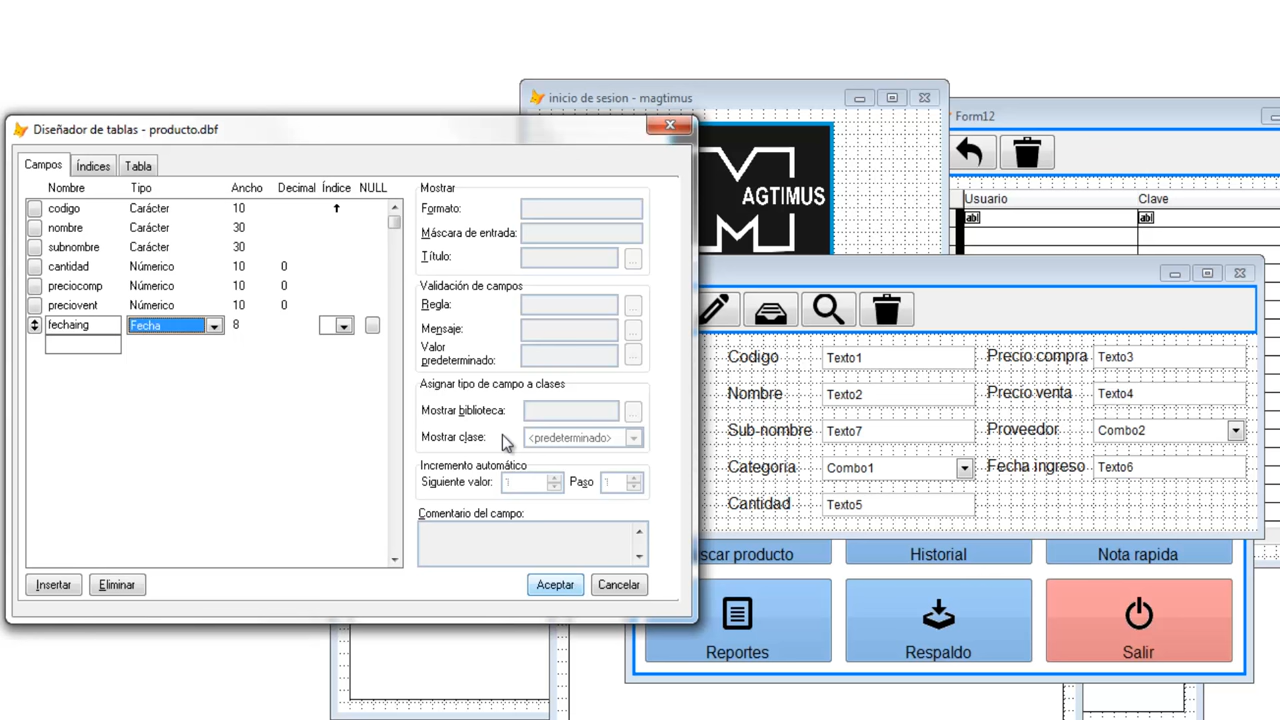 inicio de sesion - magtimus
Form12
Diseñador de tablas - producto.dbf
Campos
Índices
Tabla
Nombre Tipo Ancho Decimal Índice NULL
codigo Carácter 10
nombre Carácter 30
subnombre Carácter 30
cantidad Númerico 10 0
preciocomp Númerico 10 0
preciovent Númerico 10 0
fechaing Fecha 8
Mostrar
Formato:
Máscara de entrada:
Título:
Validación de campos
Regla:
Mensaje:
Valor
predeterminado:
Asignar tipo de campo a clases
Mostrar biblioteca:
Mostrar clase: <predeterminado>
Incremento automático
Siguiente valor: 1 Paso 1
Comentario del campo:
Insertar
Eliminar
Aceptar
Cancelar
AGTIMUS
Usuario Clave
abl abl
Codigo Texto1 Precio compra Texto3
Nombre Texto2 Precio venta Texto4
Sub-nombre Texto7 Proveedor Combo2
Categoria Combo1 Fecha ingreso Texto6
Cantidad Texto5
scar producto Historial Nota rapida
Reportes Respaldo Salir